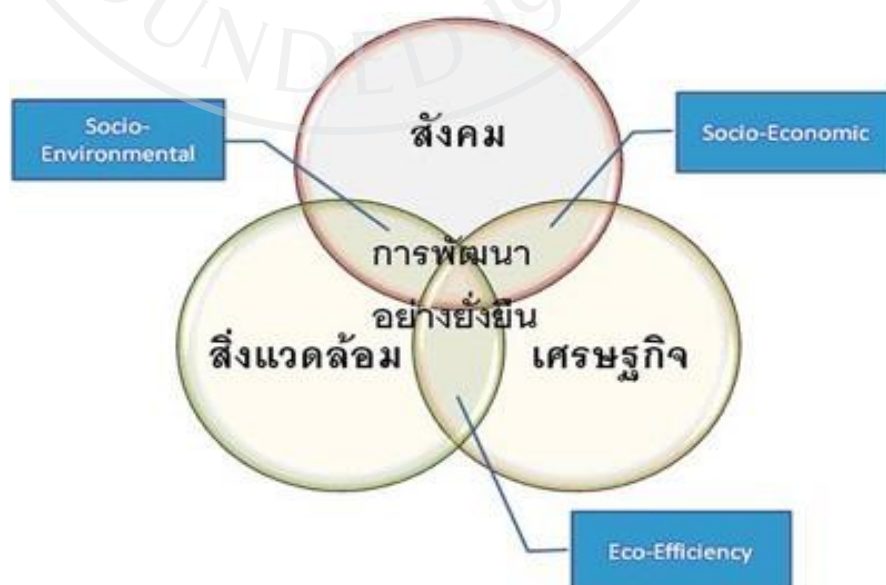 UNDED 19
สังคม
Socio-
Environmental
Socio-Economic
การพัฒนา
อย่างยั่งยืน
สิ่งแวดล้อม
เศรษฐกิจ
Eco-Efficiency